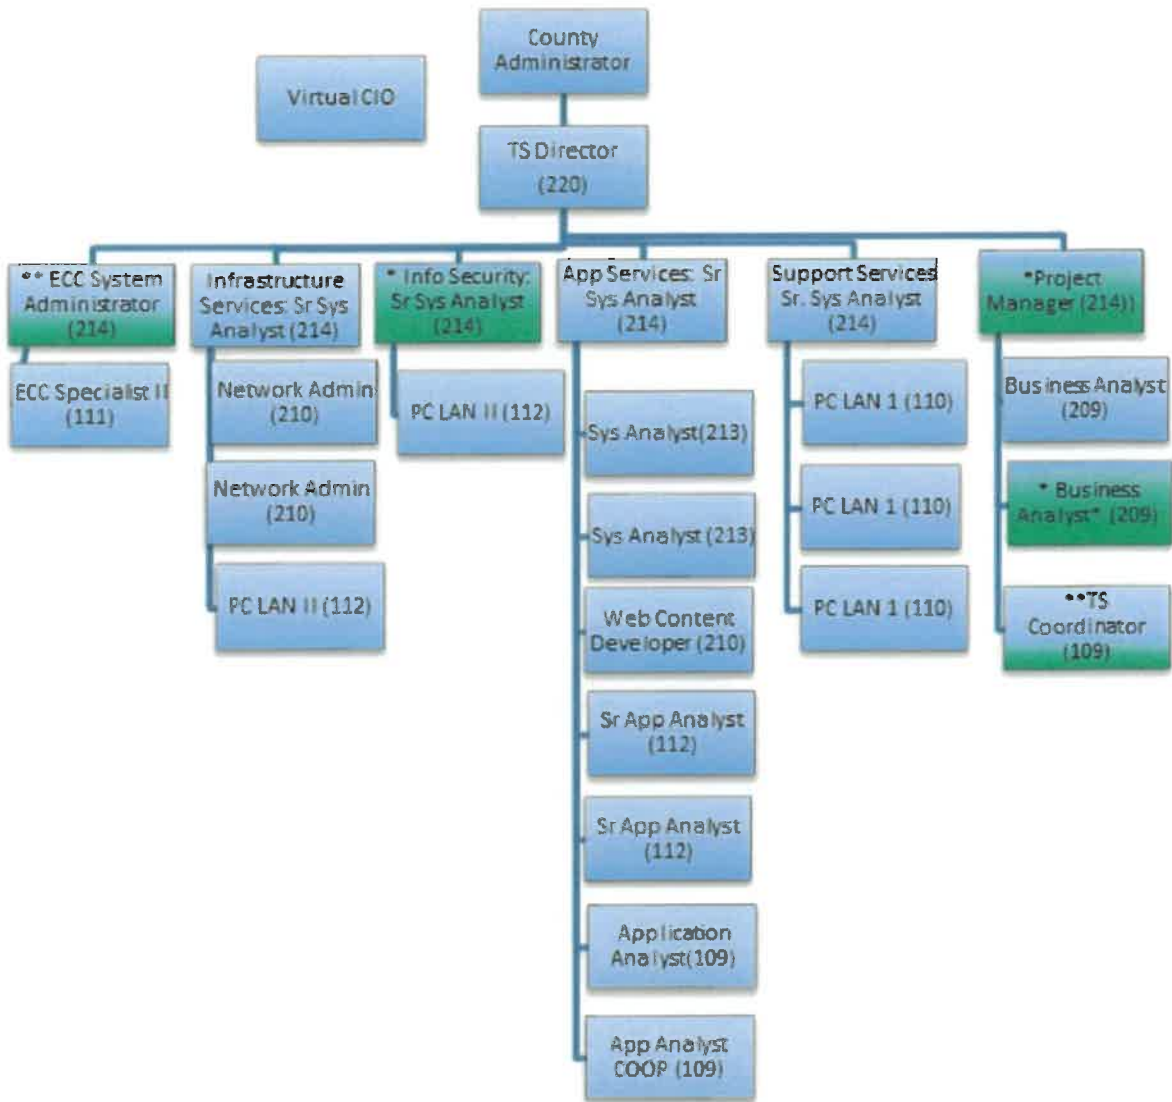 County
Administrator
Virtual CIO
TS Director
(220)
** ECC System
Administrator
(214)
Infrastructure
Services: Sr Sys
Analyst (214)
* Info Security:
Sr Sys Analyst
(214)
App Services: Sr
Sys Analyst
(214)
Support Services
Sr. Sys Analyst
(214)
*Project
Manager (214))
ECC Specialist II
(111)
Network Admin
(210)
Network Admin
(210)
PC LAN II (112)
PC LAN II (112)
Sys Analyst(213)
Sys Analyst (213)
Web Content
Developer (210)
Sr App Analyst
(112)
Sr App Analyst
(112)
Application
Analyst(109)
App Analyst
COOP (109)
PC LAN 1 (110)
PC LAN 1 (110)
PC LAN 1 (110)
Business Analyst
(209)
* Business
Analyst* (209)
**TS
Coordinator
(109)